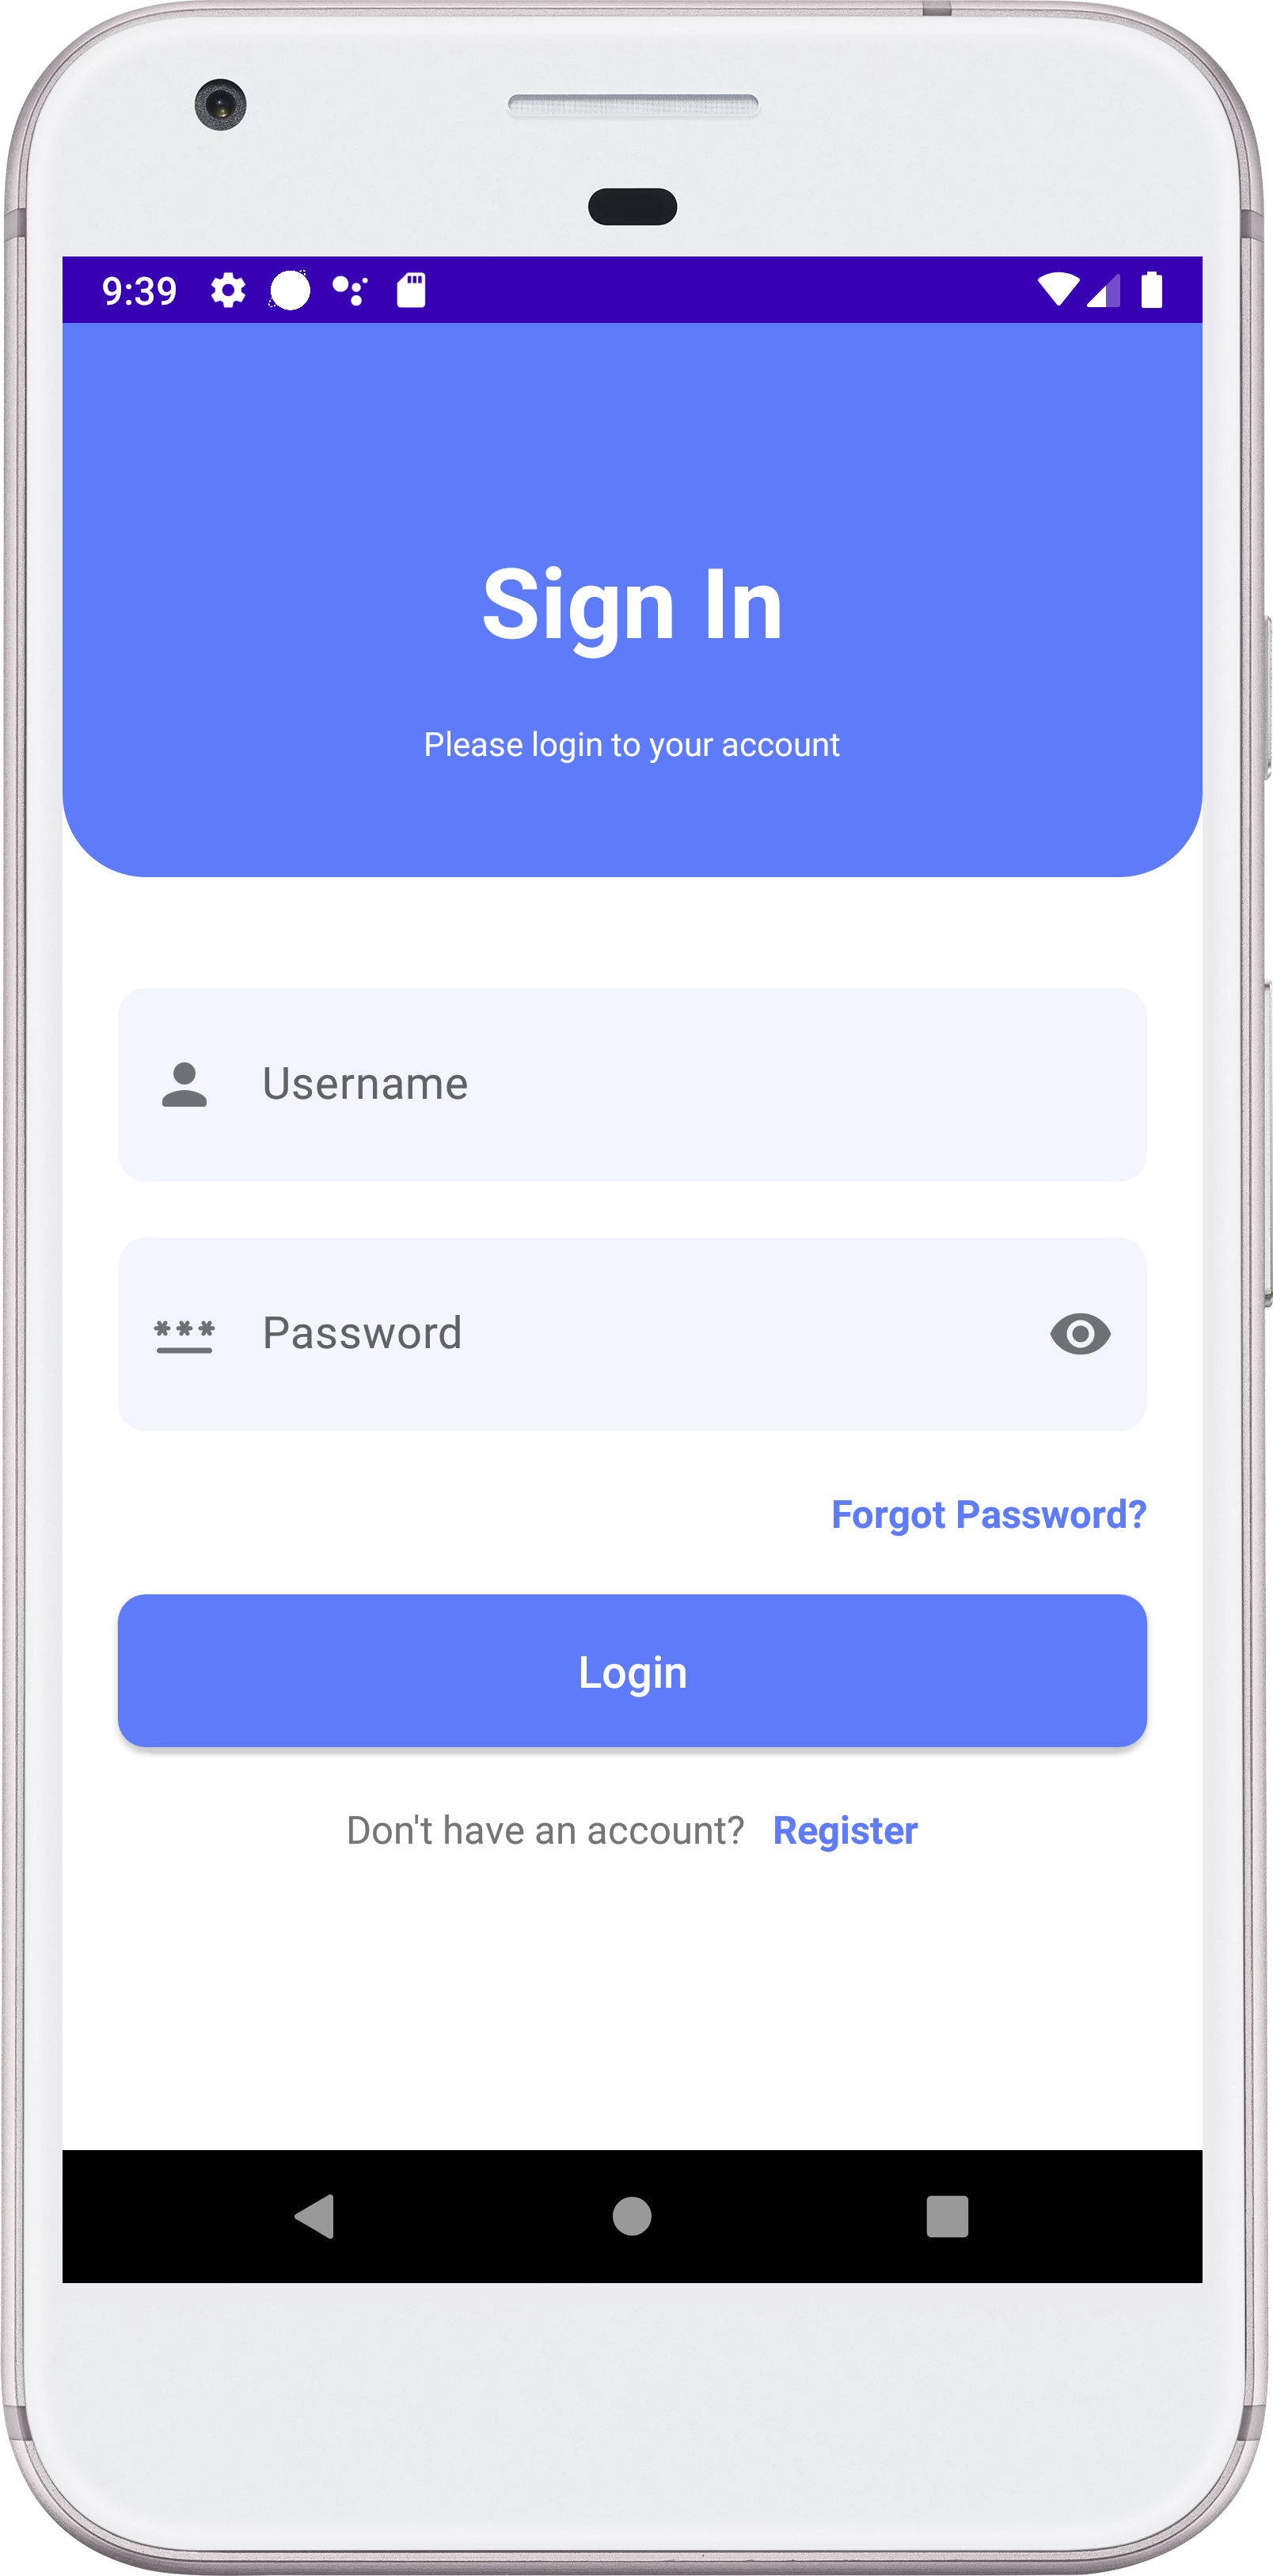 9:39
Sign In
Please login to your account
Username
*** Password
Forgot Password?
Login
Don't have an account? Register